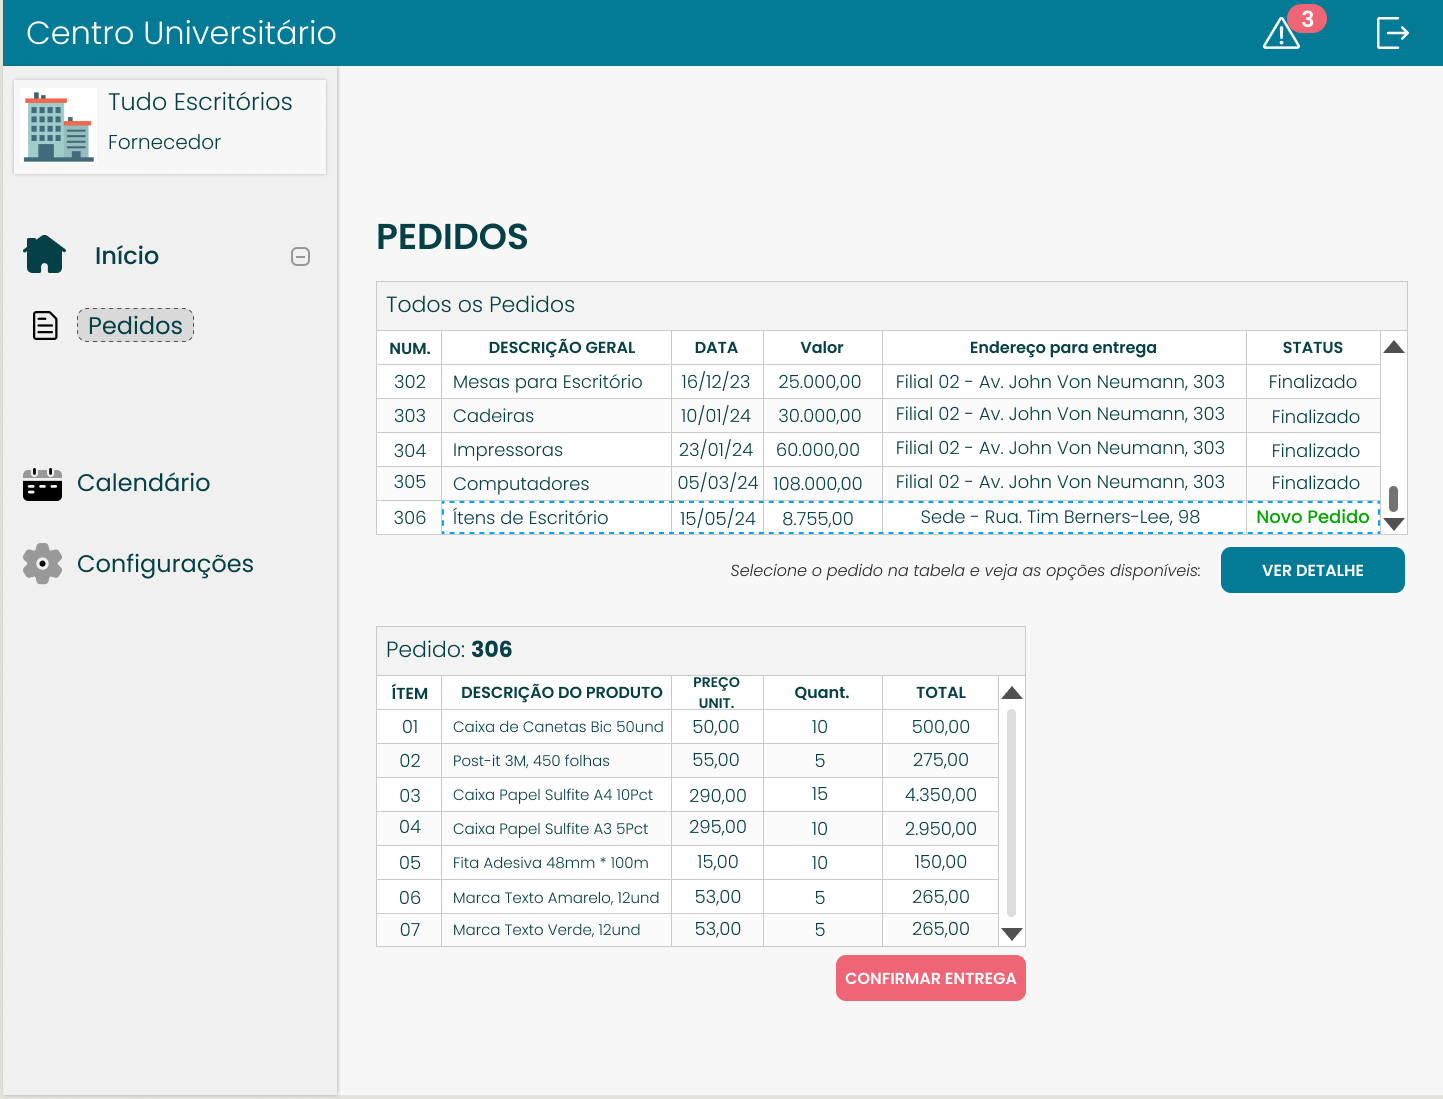 Centro Universitário
3
Tudo Escritórios
Fornecedor
Início
Pedidos
Calendário
Configurações
PEDIDOS
Todos os Pedidos
NUM. DESCRIÇÃO GERAL DATA Valor Endereço para entrega STATUS
302 Mesas para Escritório 16/12/23 25.000,00 Filial 02 - Av. John Von Neumann, 303 Finalizado
303 Cadeiras 10/01/24 30.000,00 Filial 02 - Av. John Von Neumann, 303 Finalizado
304 Impressoras 23/01/24 60.000,00 Filial 02 - Av. John Von Neumann, 303 Finalizado
305 Computadores 05/03/24 108.000,00 Filial 02 - Av. John Von Neumann, 303 Finalizado
306 Ítens de Escritório 15/05/24 8.755,00 Sede - Rua. Tim Berners-Lee, 98 Novo Pedido
Selecione o pedido na tabela e veja as opções disponíveis: VER DETALHE
Pedido: 306
ÍTEM DESCRIÇÃO DO PRODUTO PREÇO UNIT. Quant. TOTAL
01 Caixa de Canetas Bic 50und 50,00 10 500,00
02 Post-it 3M, 450 folhas 55,00 5 275,00
03 Caixa Papel Sulfite A4 10Pct 290,00 15 4.350,00
04 Caixa Papel Sulfite A3 5Pct 295,00 10 2.950,00
05 Fita Adesiva 48mm * 100m 15,00 10 150,00
06 Marca Texto Amarelo, 12und 53,00 5 265,00
07 Marca Texto Verde, 12und 53,00 5 265,00
CONFIRMAR ENTREGA